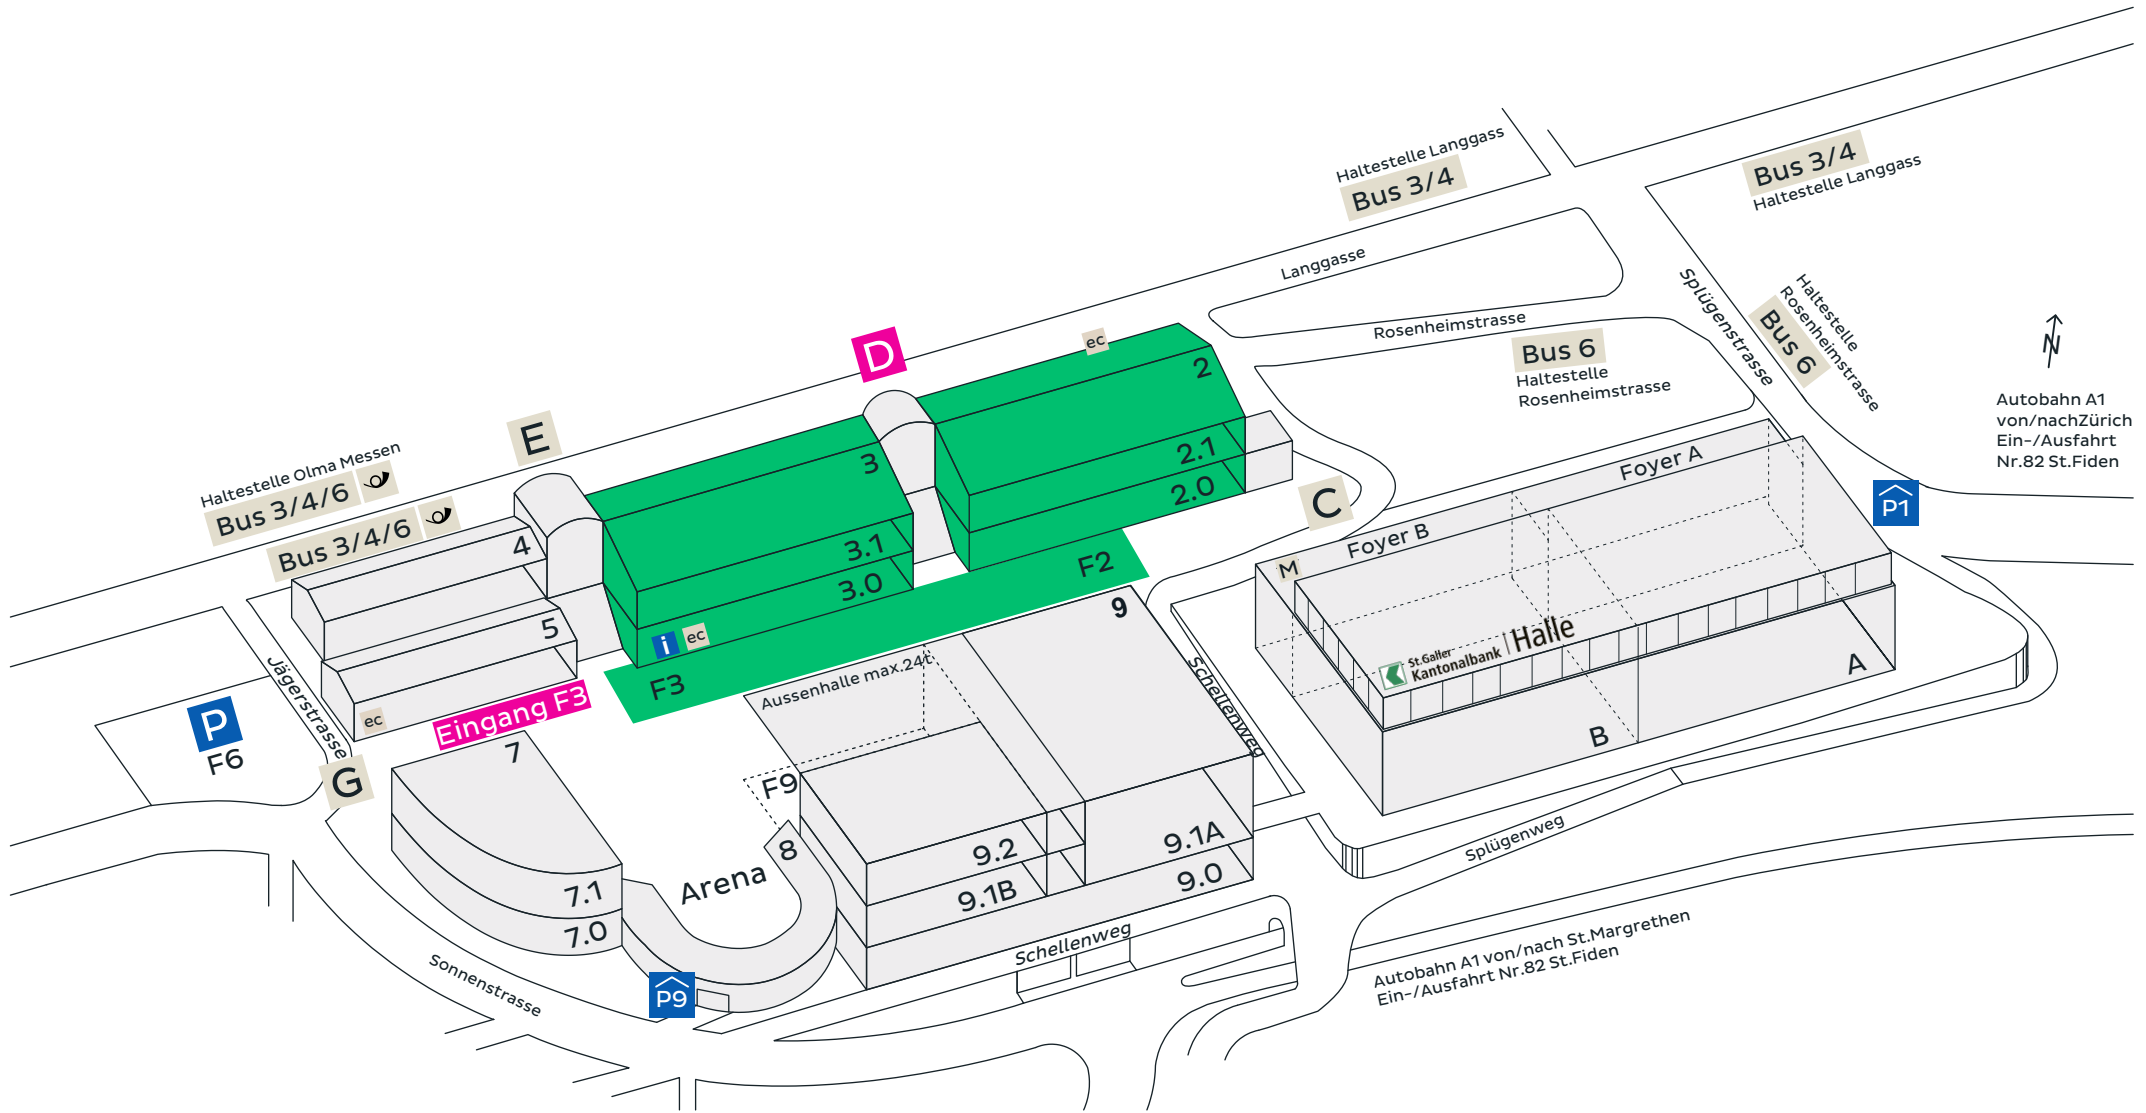 Haltestelle Langgass
Bus 3/4
Bus 3/4
Haltestelle Langgass
Langgasse
Rosenheimstrasse
Splügenstrasse
Haltestelle
Rosenheimstrasse
Bus 6
Bus 6
Haltestelle
Rosenheimstrasse
N
Autobahn A1
von/nachZürich
Ein-/Ausfahrt
Nr.82 St.Fiden
D
ec
E
Haltestelle Olma Messen
Bus 3/4/6
Bus 3/4/6
2
2.1
2.0
3
3.1
3.0
4
5
ec
i
ec
F2
F3
C
Foyer A
Foyer B
M
P1
St.Galler
Kantonalbank
Halle
A
B
9
Aussenhalle max.24t
Schellenweg
Eingang F3
Jägerstrasse
P
F6
G
7
7.1
7.0
F9
8
Arena
9.2
9.1A
9.1B
9.0
Schellenweg
Splügenweg
P9
Sonnenstrasse
Autobahn A1 von/nach St.Margrethen
Ein-/Ausfahrt Nr.82 St.Fiden